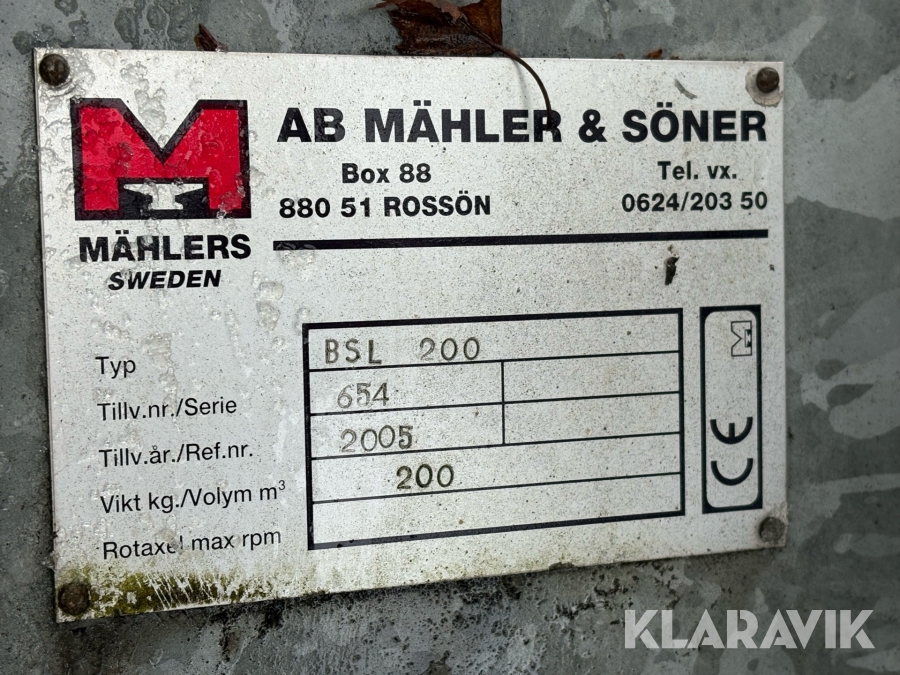 AB MÄHLER & SÖNER
Box 88
880 51 ROSSÖN
Tel. vx.
0624/203 50
M
MÄHLERS
SWEDEN
Typ BSL 200
Tillv.nr./Serie 654
Tillv.år./Ref.nr. 2005
Vikt kg./Volym m³ 200
Rotaxel max rpm
M
CE
KLARAVIK